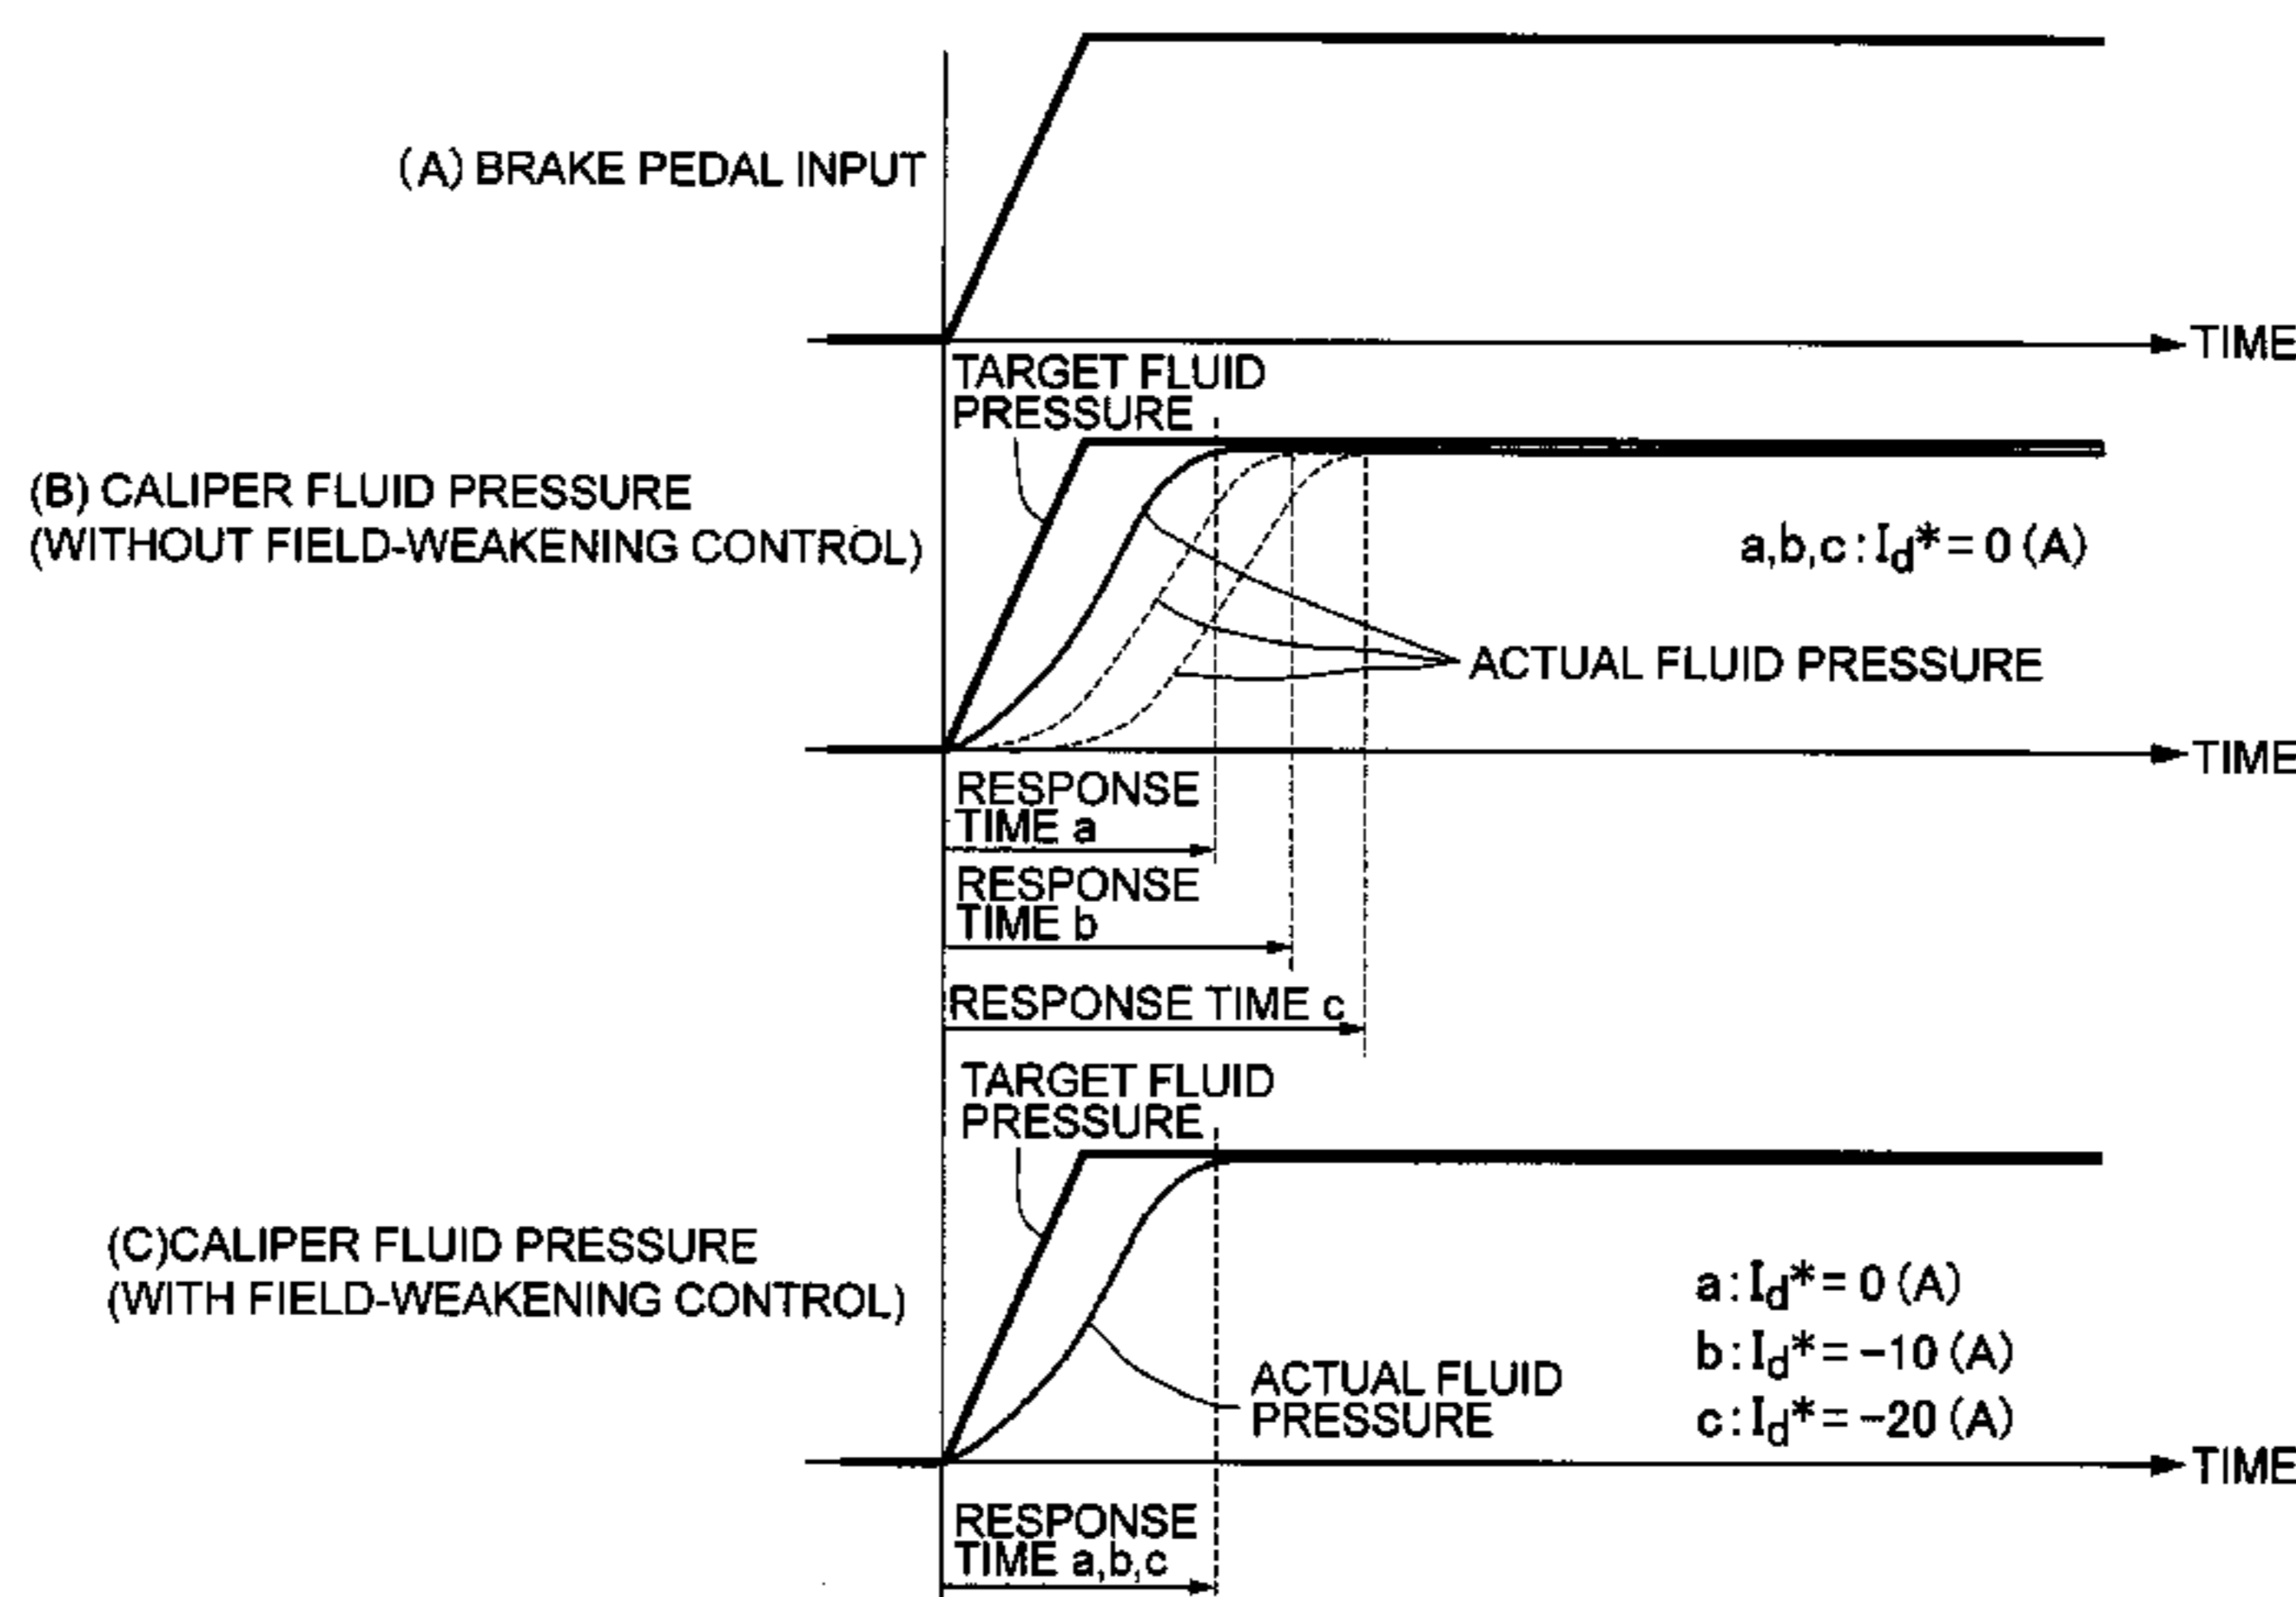 (A) BRAKE PEDAL INPUT
TIME
TARGET FLUID
PRESSURE
(B) CALIPER FLUID PRESSURE
(WITHOUT FIELD-WEAKENING CONTROL)
a,b,c : Id* = 0 (A)
ACTUAL FLUID PRESSURE
TIME
RESPONSE
TIME a
RESPONSE
TIME b
RESPONSE TIME c
TARGET FLUID
PRESSURE
(C)CALIPER FLUID PRESSURE
(WITH FIELD-WEAKENING CONTROL)
a : Id* = 0 (A)
b : Id* = -10 (A)
c : Id* = -20 (A)
ACTUAL FLUID
PRESSURE
TIME
RESPONSE
TIME a,b,c